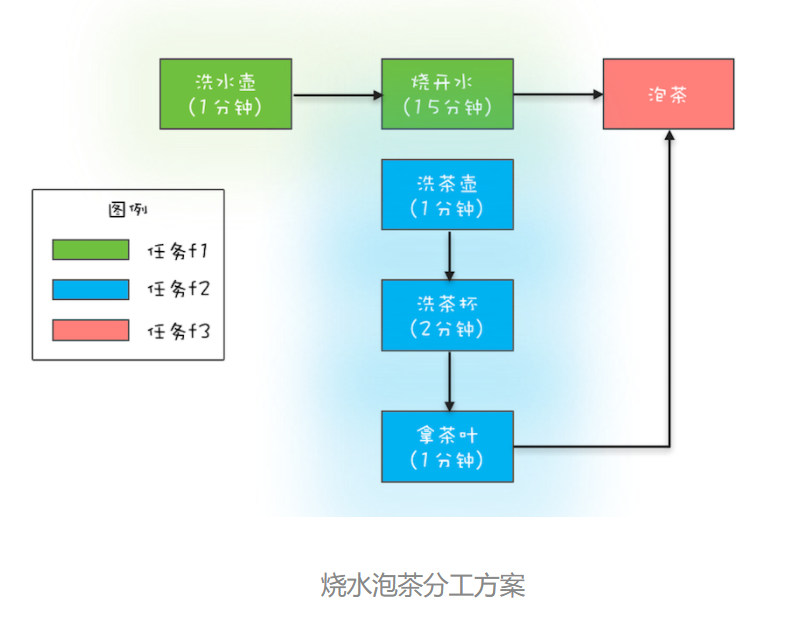 洗水壶
(1分钟)
烧开水
(15分钟)
泡茶
洗茶壶
(1分钟)
洗茶杯
(2分钟)
拿茶叶
(1分钟)
图例
任务f1
任务f2
任务f3
烧水泡茶分工方案